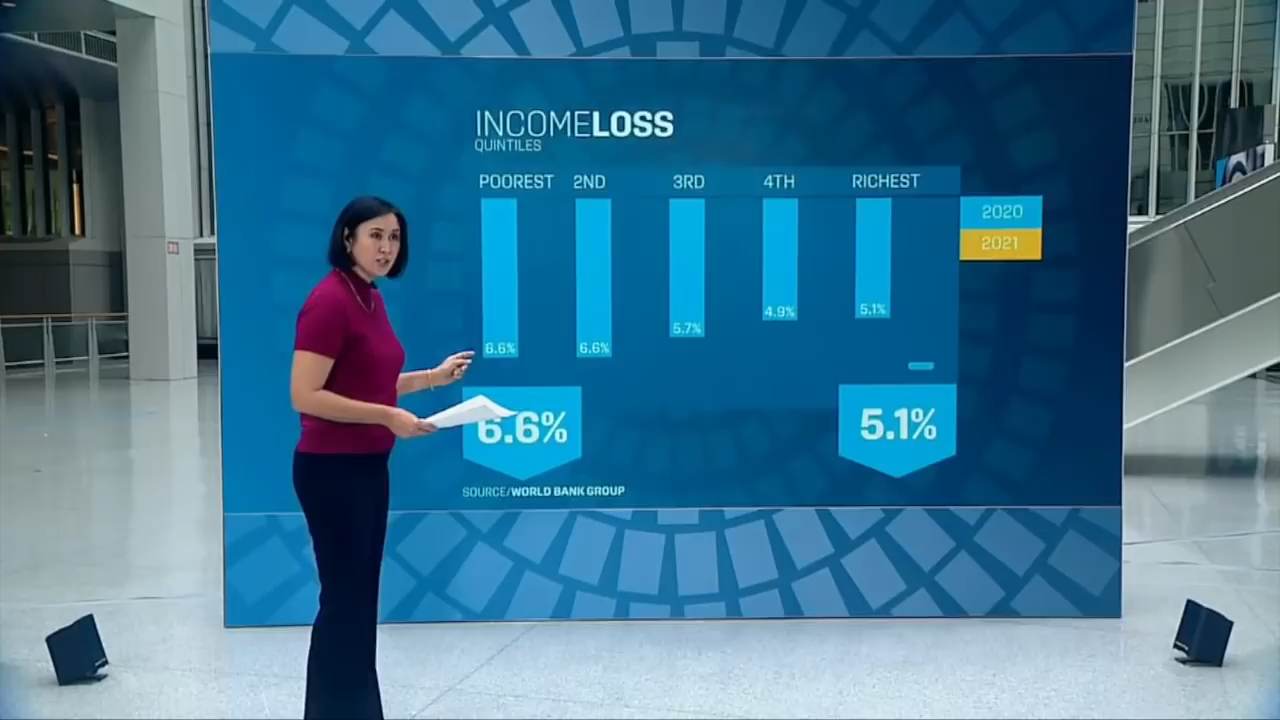 INCOMELOSS
QUINTILES
POOREST 2ND 3RD 4TH RICHEST
2020
2021
6.6% 6.6% 5.7% 4.9% 5.1%
6.6% 5.1%
SOURCE/WORLD BANK GROUP